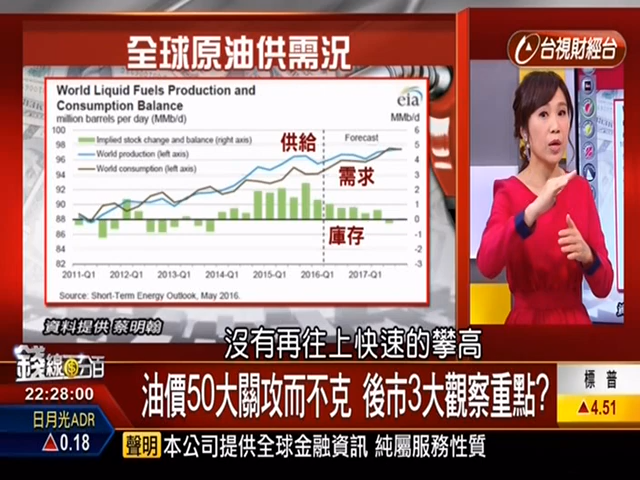 全球原油供需況
台視財經台
World Liquid Fuels Production and
Consumption Balance
million barrels per day (MMb/d)
eia
MMb/d
100
98
96
94
92
90
88
86
84
82
Implied stock change and balance (right axis)
World production (left axis)
World consumption (left axis)
供給
Forecast
需求
庫存
6
5
4
3
2
1
0
-1
-2
-3
2011-Q1
2012-Q1
2013-Q1
2014-Q1
2015-Q1
2016-Q1
2017-Q1
Source: Short-Term Energy Outlook, May 2016.
資料提供 蔡明翰
沒有再往上快速的攀高
錢線百分百
22:28:00
油價50大關攻而不克 後市3大觀察重點?
標普
▲4.51
日月光ADR
▲0.18
聲明 本公司提供全球金融資訊 純屬服務性質